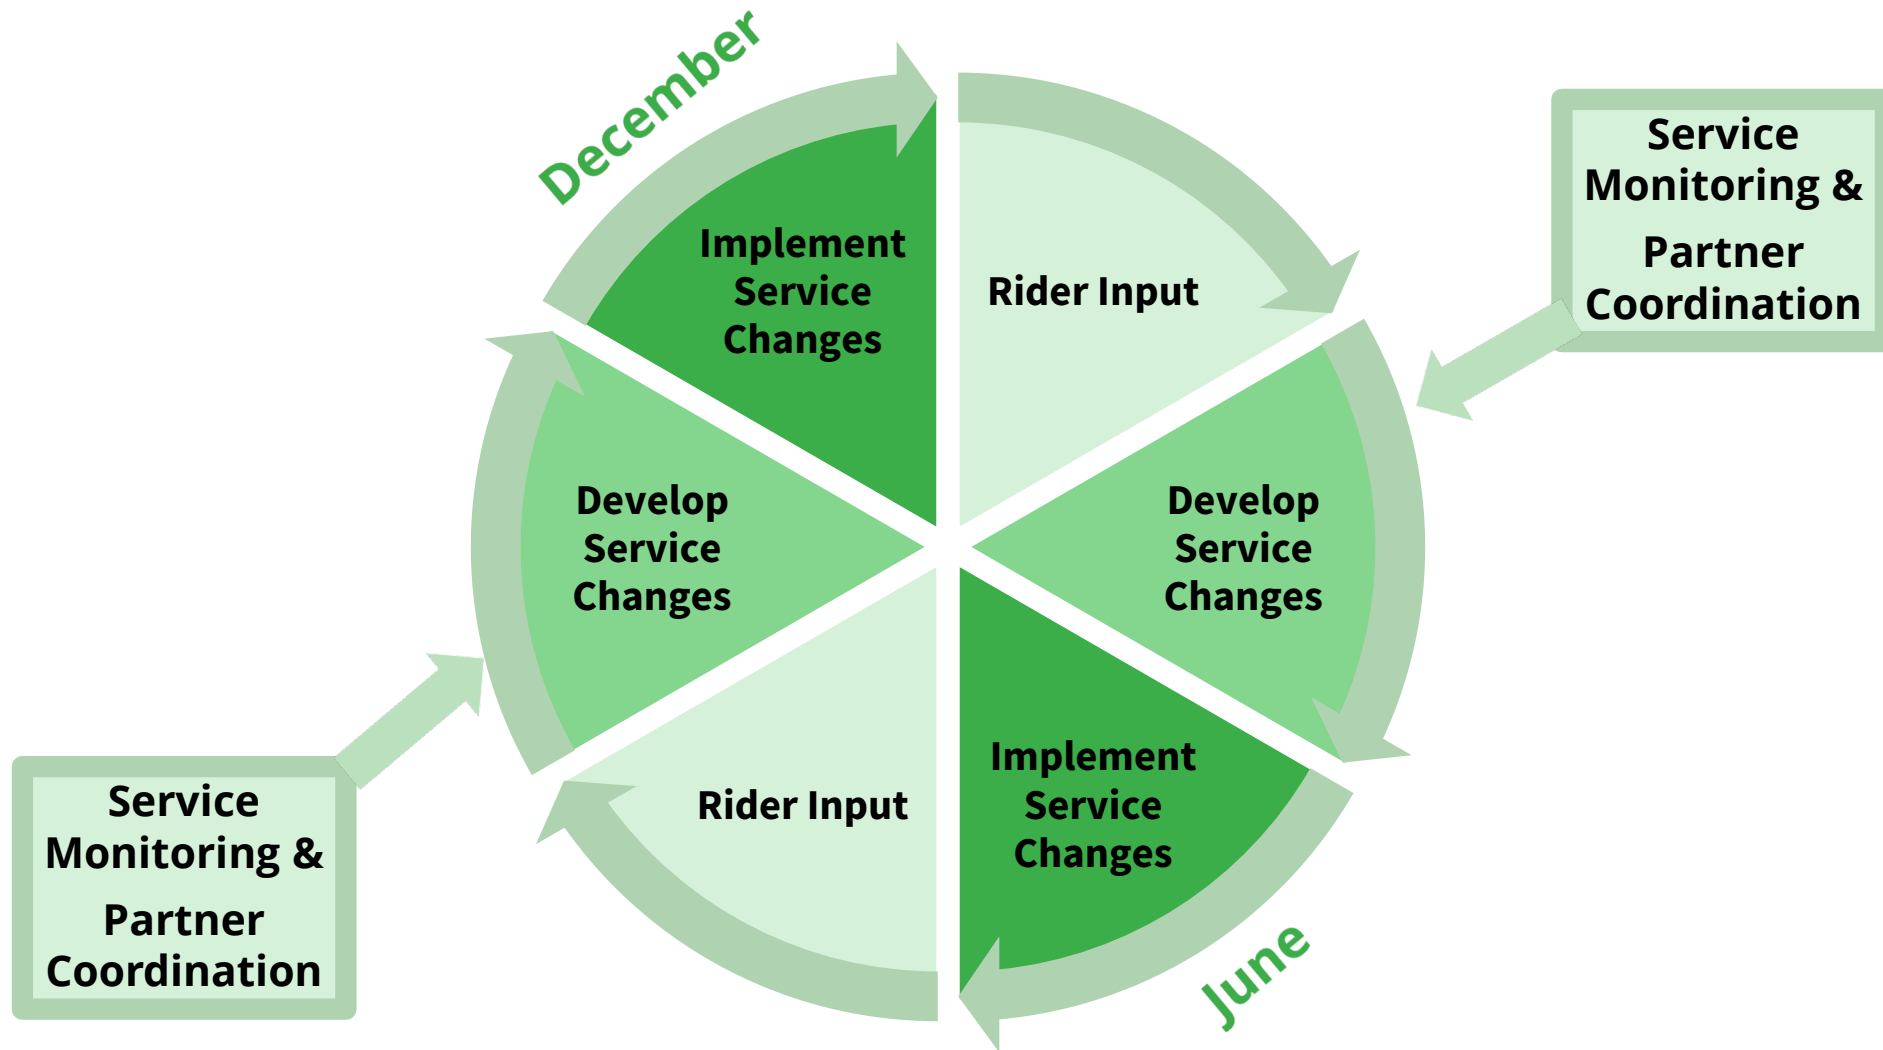 December
Implement
Service
Changes
Rider Input
Service
Monitoring &
Partner
Coordination
Develop
Service
Changes
Develop
Service
Changes
Rider Input
Implement
Service
Changes
Service
Monitoring &
Partner
Coordination
June